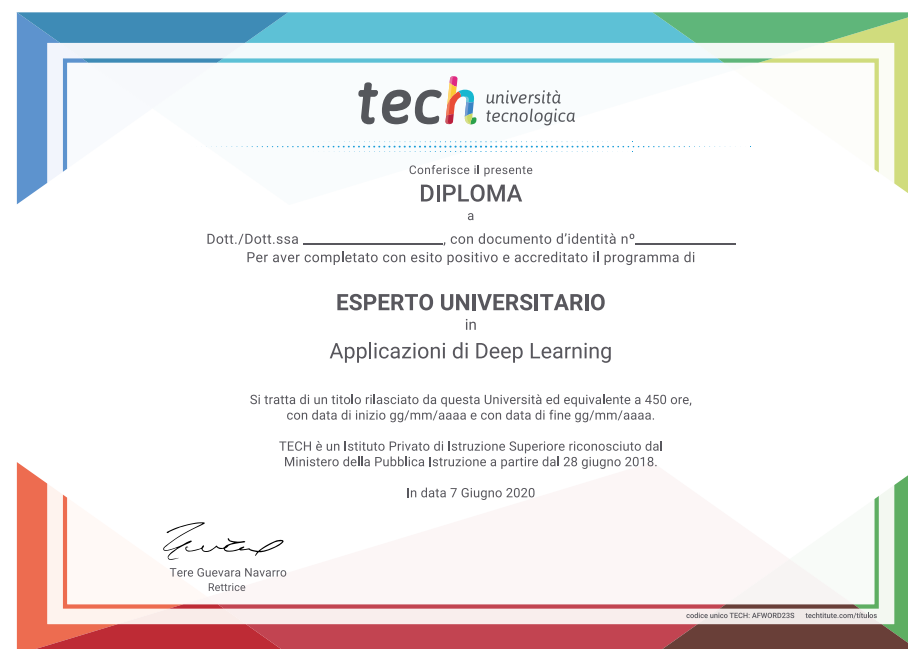 tech università
tecnologica
Conferisce il presente
DIPLOMA
a
Dott./Dott.ssa ____________________, con documento d'identità nº______________
Per aver completato con esito positivo e accreditato il programma di
ESPERTO UNIVERSITARIO
in
Applicazioni di Deep Learning
Si tratta di un titolo rilasciato da questa Università ed equivalente a 450 ore,
con data di inizio gg/mm/aaaa e con data di fine gg/mm/aaaa.
TECH è un Istituto Privato di Istruzione Superiore riconosciuto dal
Ministero della Pubblica Istruzione a partire dal 28 giugno 2018.
In data 7 Giugno 2020
Tere Guevara Navarro
Rettrice
codice unico TECH: AFWORD23S techtitute.com/titulos